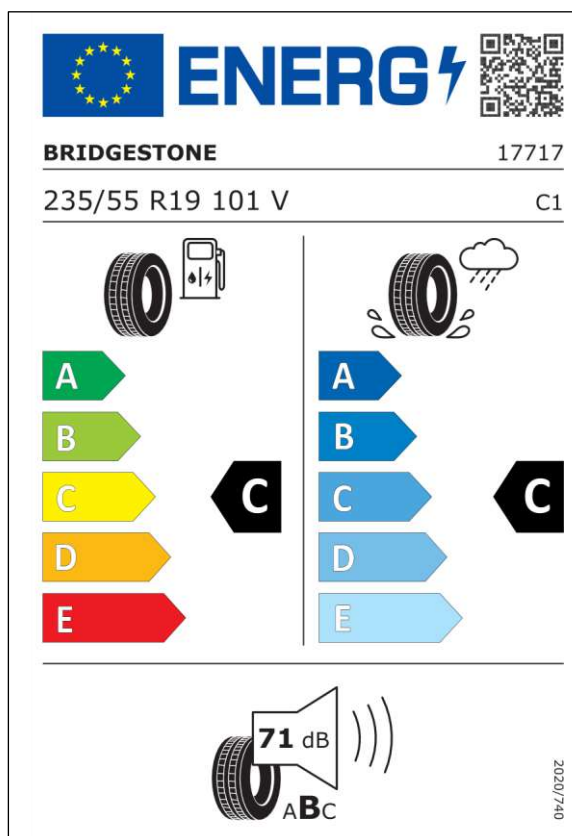 ENERG
BRIDGESTONE 17717
235/55 R19 101 V C1
A A
B B
C C C C
D D
E E
71 dB
ABC
2020/740